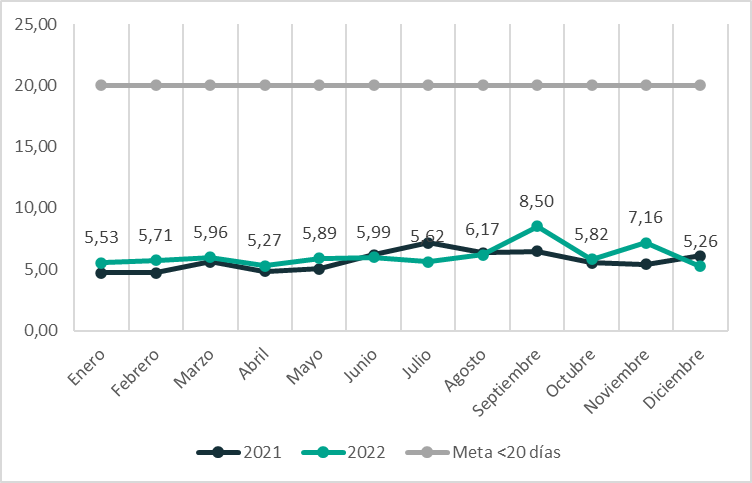 25,00
20,00
15,00
10,00
5,00
0,00
5,53 5,71 5,96 5,27 5,89 5,99 5,62 6,17 8,50 5,82 7,16 5,26
Enero Febrero Marzo Abril Mayo Junio Julio Agosto Septiembre Octubre Noviembre Diciembre
2021 2022 Meta <20 días